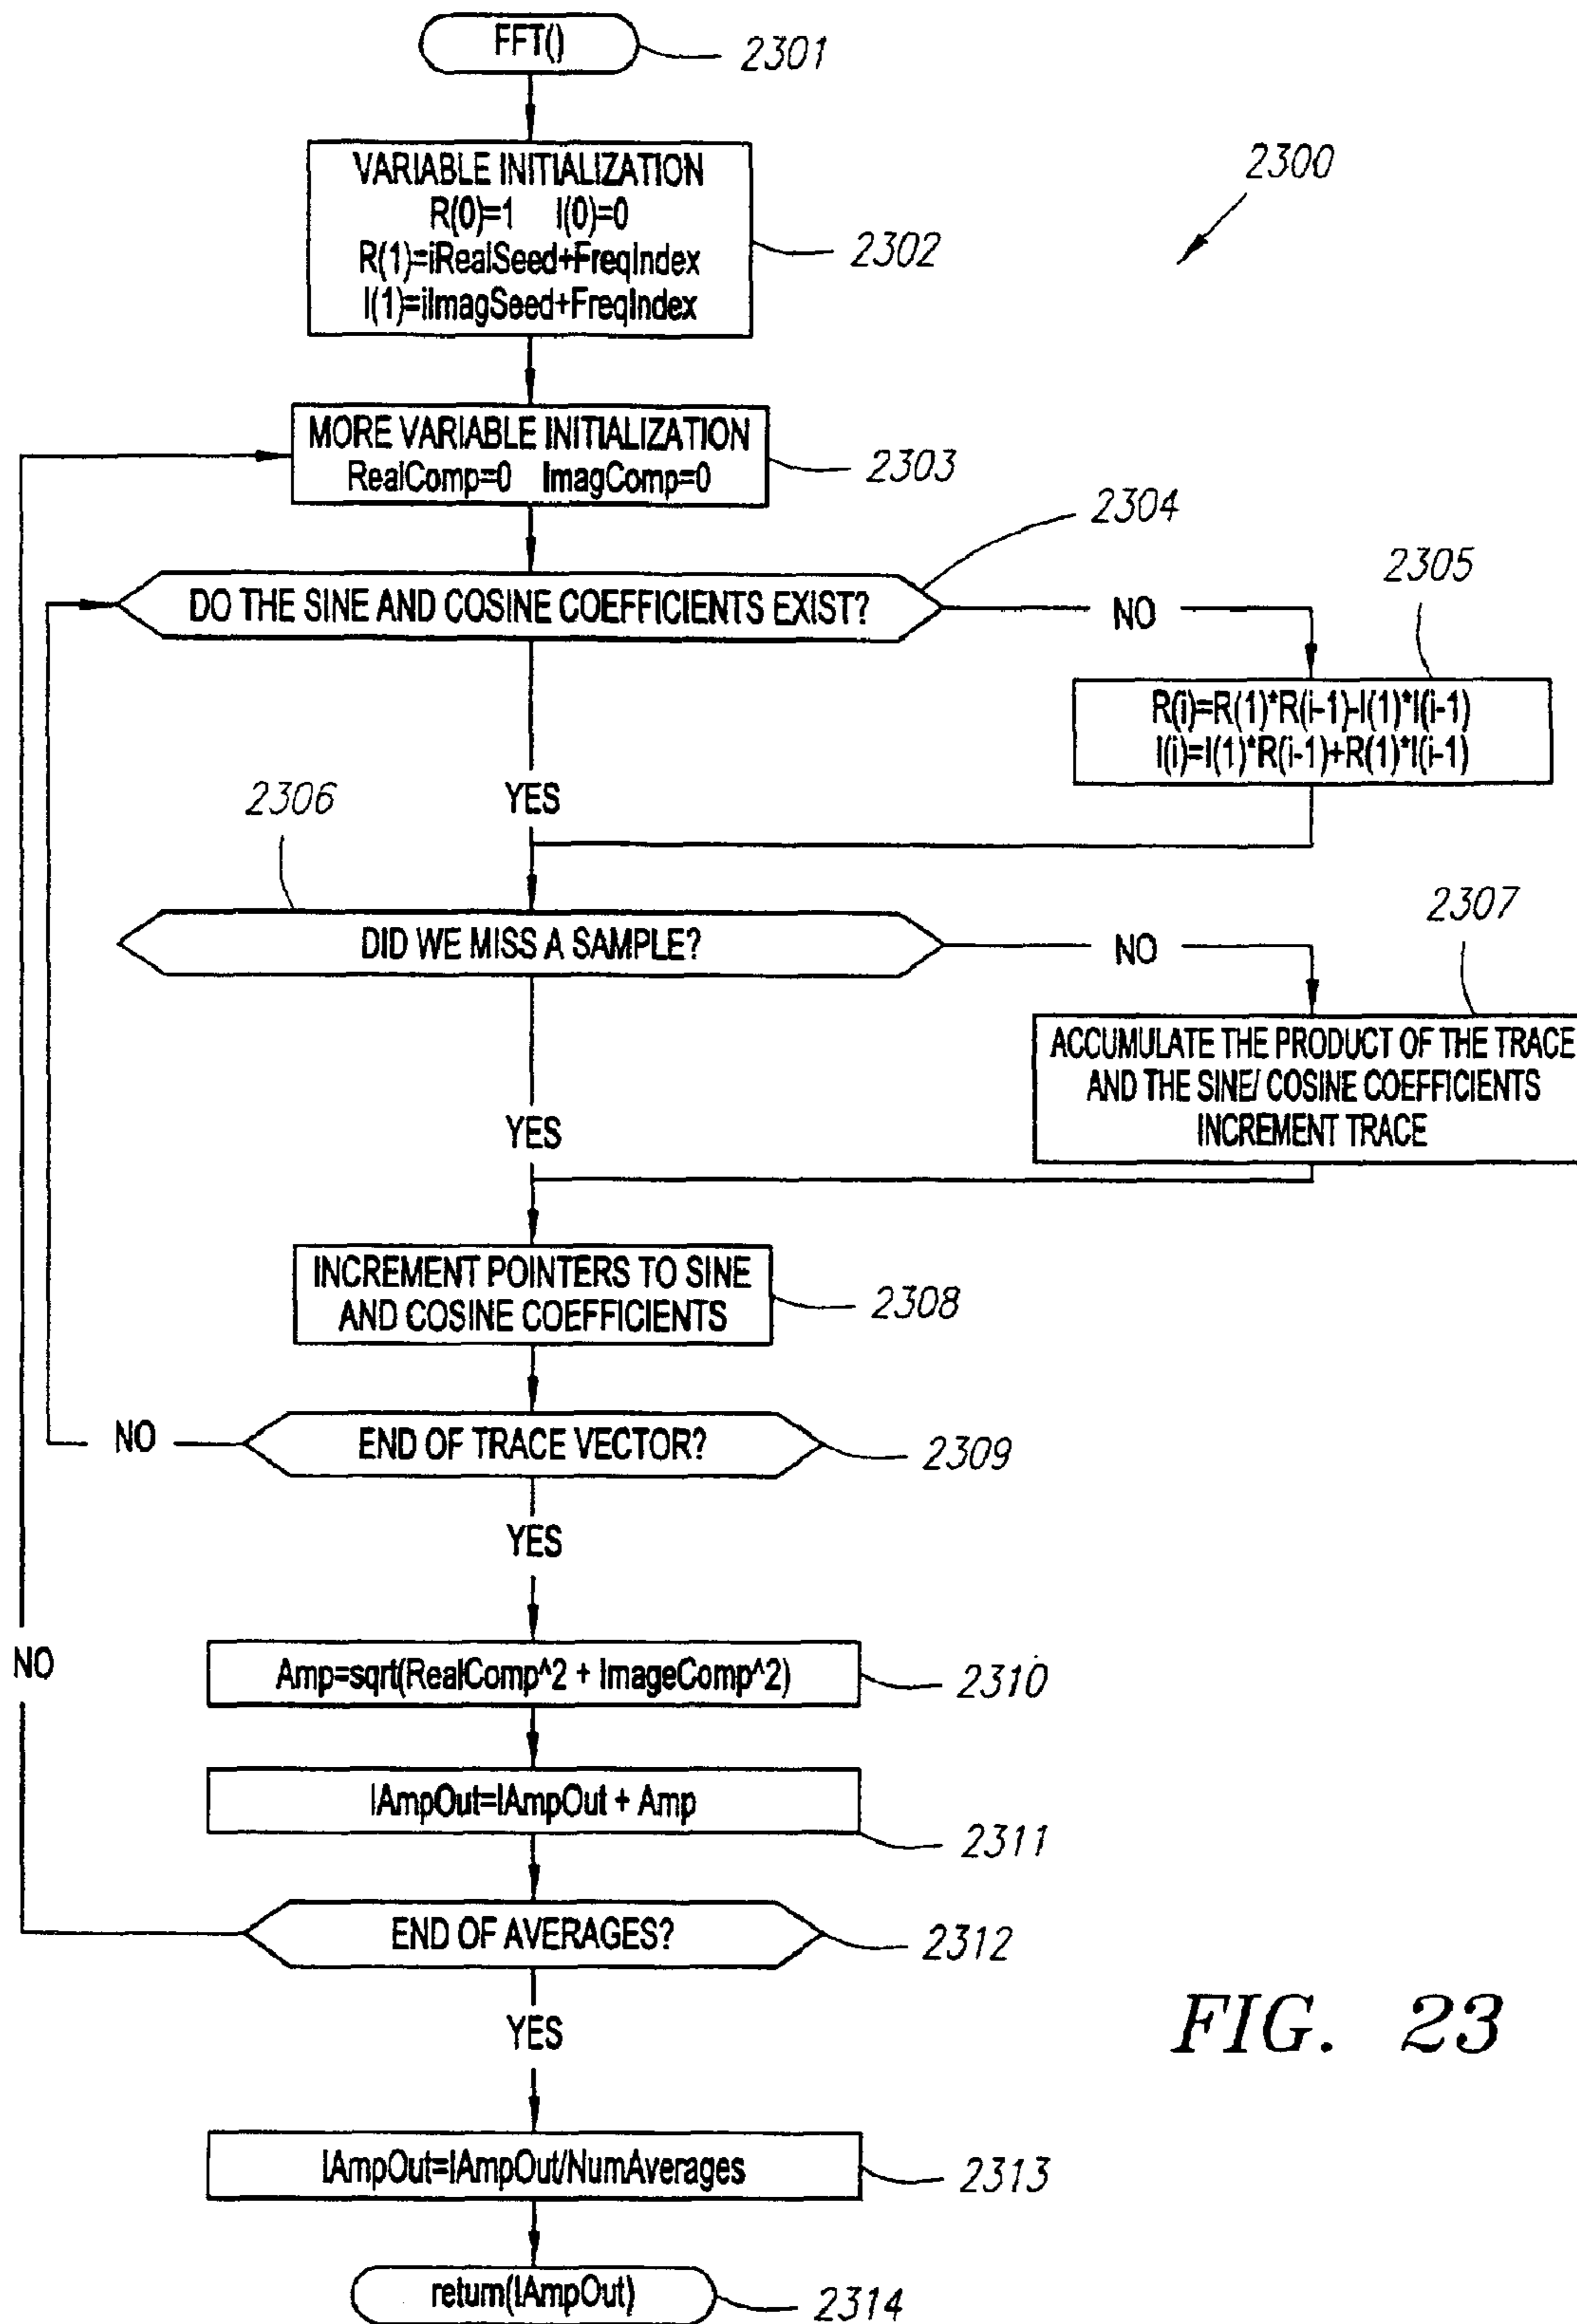 FFT()
2301
2300
VARIABLE INITIALIZATION
R(0)=1 I(0)=0
R(1)=iRealSeed+FreqIndex
I(1)=iImagSeed+FreqIndex
2302
MORE VARIABLE INITIALIZATION
RealComp=0 ImagComp=0
2303
2304
DO THE SINE AND COSINE COEFFICIENTS EXIST?
NO
2305
R(i)=R(1)*R(i-1)-I(1)*I(i-1)
I(i)=I(1)*R(i-1)+R(1)*I(i-1)
YES
2306
DID WE MISS A SAMPLE?
NO
2307
ACCUMULATE THE PRODUCT OF THE TRACE
AND THE SINE/ COSINE COEFFICIENTS
INCREMENT TRACE
YES
INCREMENT POINTERS TO SINE
AND COSINE COEFFICIENTS
2308
NO
END OF TRACE VECTOR?
2309
YES
NO
Amp=sqrt(RealComp^2 + ImageComp^2)
2310
lAmpOut=lAmpOut + Amp
2311
END OF AVERAGES?
2312
YES
FIG. 23
lAmpOut=lAmpOut/NumAverages
2313
return(lAmpOut)
2314